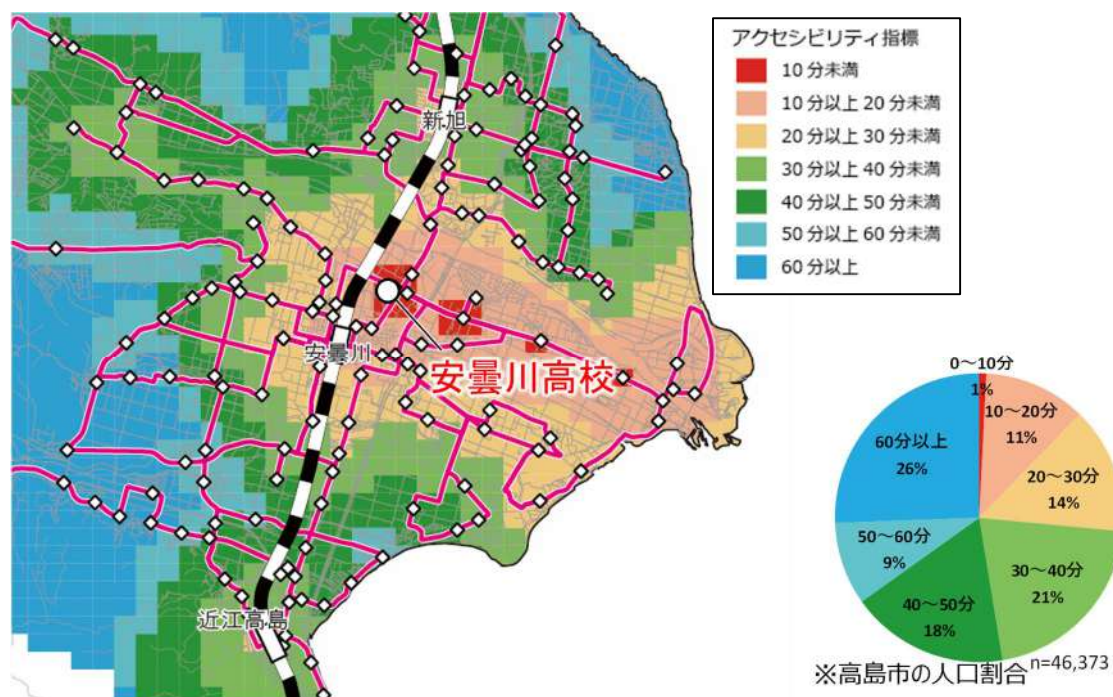 アクセシビリティ指標
10分未満
10分以上 20分未満
20分以上 30分未満
30分以上 40分未満
40分以上 50分未満
50分以上 60分未満
60分以上
新旭
安曇川
安曇川高校
近江高島
0～10分
1%
10～20分
11%
20～30分
14%
30～40分
21%
40～50分
18%
50～60分
9%
60分以上
26%
※高島市の人口割合 n=46,373